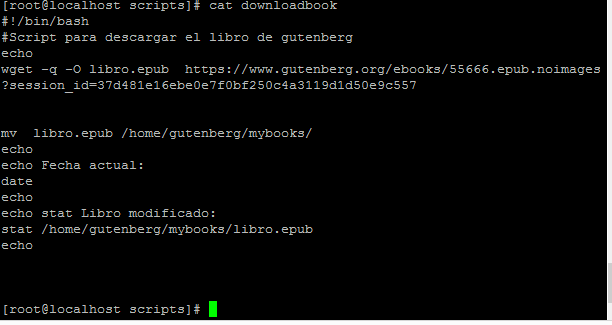 [root@localhost scripts]# cat downloadbook
#!/bin/bash
#Script para descargar el libro de gutenberg
echo
wget -q -O libro.epub  https://www.gutenberg.org/ebooks/55666.epub.noimages
?session_id=37d481e16ebe0e7f0bf250c4a3119d1d50e9c557
mv  libro.epub /home/gutenberg/mybooks/
echo
echo Fecha actual:
date
echo
echo stat Libro modificado:
stat /home/gutenberg/mybooks/libro.epub
echo
[root@localhost scripts]#